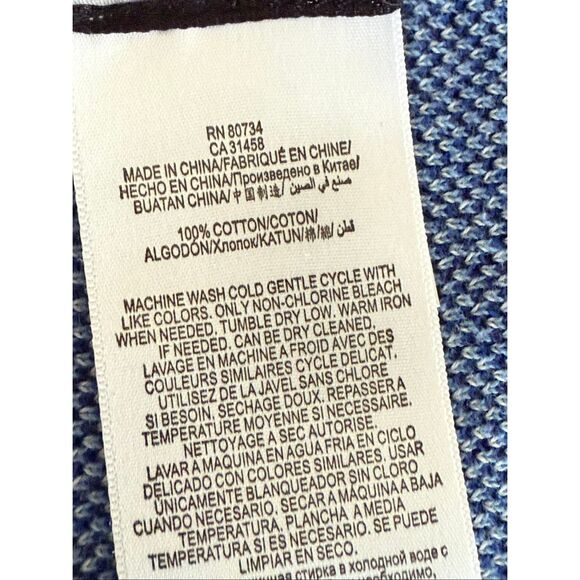 RN 80734
CA 31458
MADE IN CHINA/FABRIQUÉ EN CHINE/
HECHO EN CHINA/Произведено в Китае/
BUATAN CHINA/中国制造/ صنع في الصين/
100% COTTON/COTON/
ALGODÓN/Хлопок/KATUN/棉/綿/ قطن/
MACHINE WASH COLD GENTLE CYCLE WITH
LIKE COLORS. ONLY NON-CHLORINE BLEACH
WHEN NEEDED. TUMBLE DRY LOW. WARM IRON
IF NEEDED. CAN BE DRY CLEANED.
LAVAGE EN MACHINE A FROID AVEC DES
COULEURS SIMILAIRES CYCLE DELICAT.
UTILISEZ DE LA JAVEL SANS CHLORE
SI BESOIN. SECHAGE DOUX. REPASSER A
TEMPERATURE MOYENNE SI NECESSAIRE.
NETTOYAGE A SEC AUTORISE.
LAVAR A MAQUINA EN AGUA FRIA EN CICLO
DELICADO CON COLORES SIMILARES. USAR
ÚNICAMENTE BLANQUEADOR SIN CLORO
CUANDO NECESARIO. SECAR A MAQUINA A BAJA
TEMPERATURA. PLANCHA A MEDIA
TEMPERATURA SI ES NECESARIO. SE PUEDE
LIMPIAR EN SECO.
стирка в холодной воде с